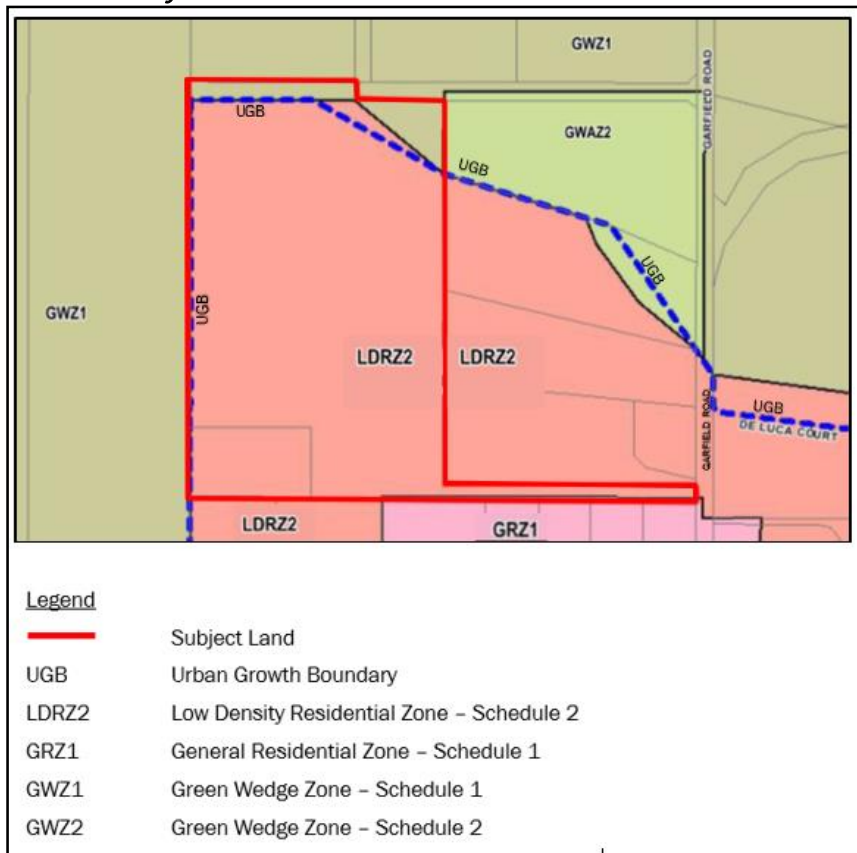 GWZ1
GARFIELD ROAD
UGB
GWAZ2
UGB
UGB
UGB
GWZ1
LDRZ2
LDRZ2
GARFIELD ROAD
UGB
DE LUCA COURT
LDRZ2
GRZ1
Legend
Subject Land
UGB Urban Growth Boundary
LDRZ2 Low Density Residential Zone – Schedule 2
GRZ1 General Residential Zone – Schedule 1
GWZ1 Green Wedge Zone – Schedule 1
GWZ2 Green Wedge Zone – Schedule 2